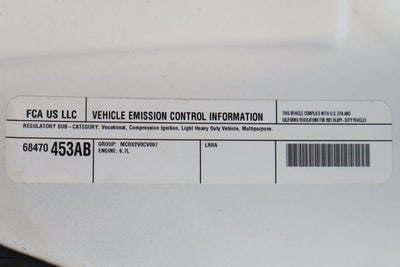 FCA US LLC
VEHICLE EMISSION CONTROL INFORMATION
THIS VEHICLE COMPLIES WITH U.S. EPA AND
CALIFORNIA REGULATIONS FOR 2021 HEAVY - DUTY VEHICLES
REGULATORY SUB - CATEGORY: Vocational, Compression Ignition, Light Heavy Duty Vehicle, Multipurpose.
68470 453AB
GROUP: MCRX2V0CV067
ENGINE: 6.7L
LRRA